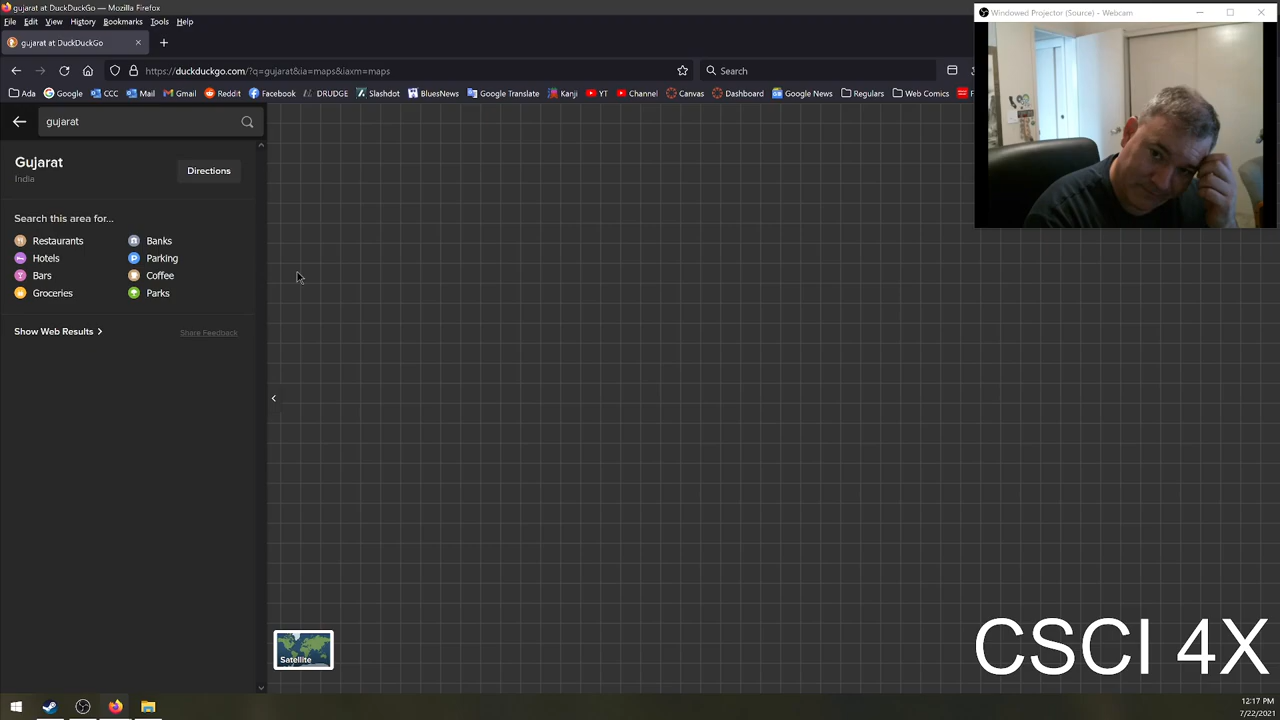 gujarat at DuckDuckGo — Mozilla Firefox
File Edit View History Bookmarks Tools Help
gujarat at DuckDuckGo
https://duckduckgo.com/?q=gujarat&ia=maps&iaxm=maps
Search
Ada Google CCC Mail Gmail Reddit Facebook DRUDGE Slashdot BluesNews Google Translate Kanji YT Channel Canvas Dashboard Google News Regulars Web Comics F
Windowed Projector (Source) - Webcam
gujarat
Gujarat
India
Directions
Search this area for...
Restaurants Banks
Hotels Parking
Bars Coffee
Groceries Parks
Show Web Results
Share Feedback
Satellite
CSCI 4X
12:17 PM
7/22/2021